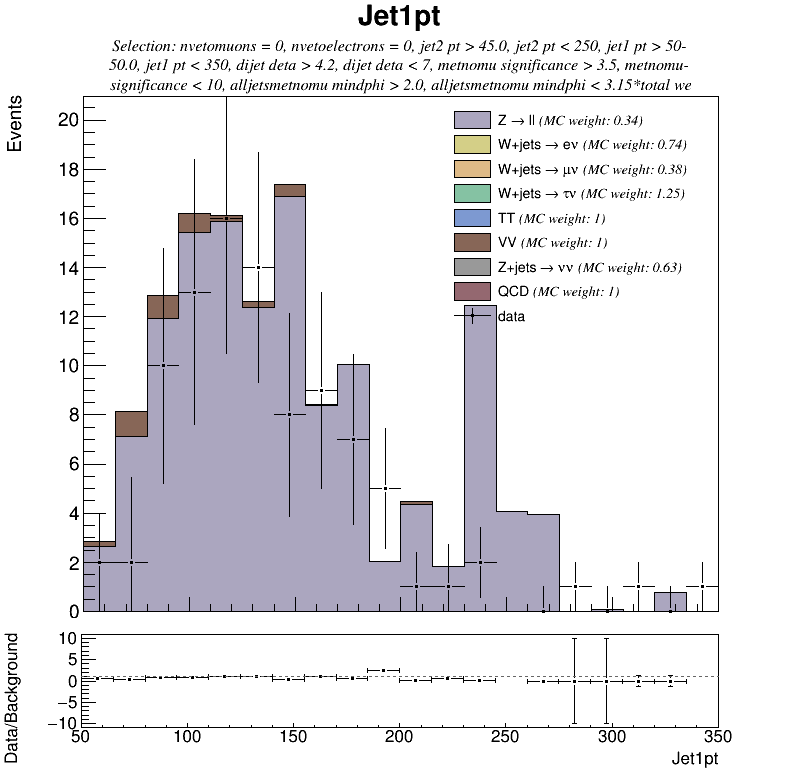 Jet1pt
Selection: nvetomuons = 0, nvetoelectrons = 0, jet2 pt > 45.0, jet2 pt < 250, jet1 pt > 50-
50.0, jet1 pt < 350, dijet deta > 4.2, dijet deta < 7, metnomu significance > 3.5, metnomu-
significance < 10, alljetsmetnomu mindphi > 2.0, alljetsmetnomu mindphi < 3.15*total we
Events
20
18
16
14
12
10
8
6
4
2
0
Z → ll (MC weight: 0.34)
W+jets → eν (MC weight: 0.74)
W+jets → μν (MC weight: 0.38)
W+jets → τν (MC weight: 1.25)
TT (MC weight: 1)
VV (MC weight: 1)
Z+jets → νν (MC weight: 0.63)
QCD (MC weight: 1)
data
Data/Background
10
5
0
−5
−10
50 100 150 200 250 300 350
Jet1pt